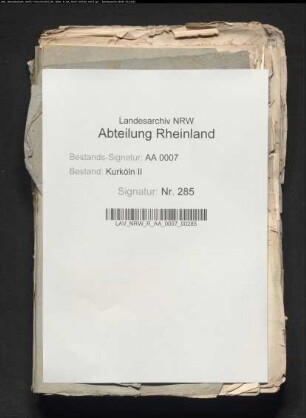 Landesarchiv NRW
Abteilung Rheinland
Bestands-Signatur: AA 0007
Bestand: Kurköln II
Signatur: Nr. 285
LAV_NRW_R_AA_0007_00285